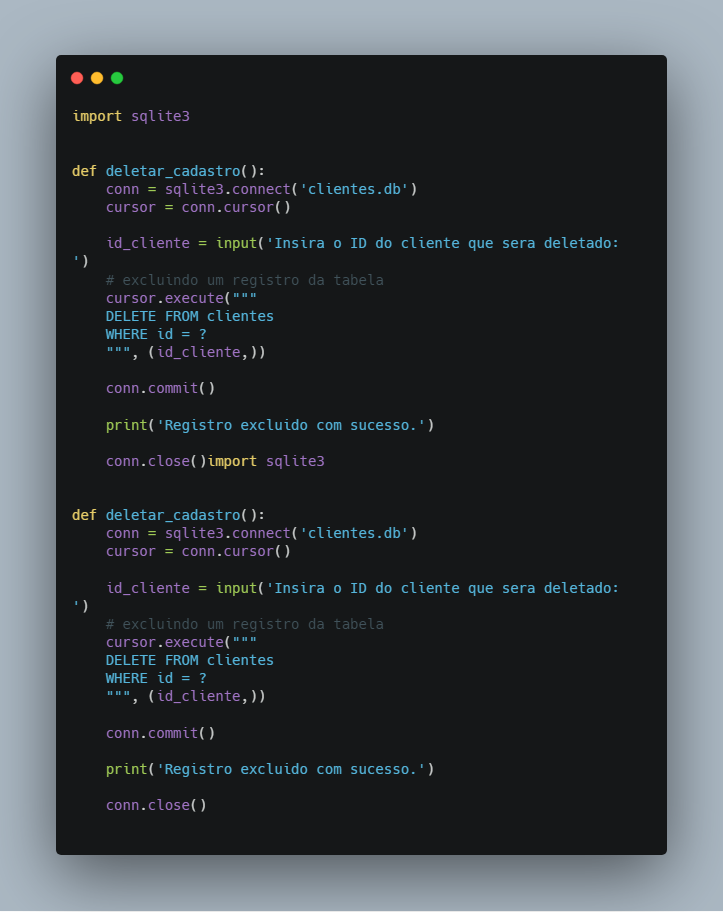 import sqlite3
def deletar_cadastro():
    conn = sqlite3.connect('clientes.db')
    cursor = conn.cursor()
    id_cliente = input('Insira o ID do cliente que sera deletado:
')
    # excluindo um registro da tabela
    cursor.execute("""
    DELETE FROM clientes
    WHERE id = ?
    """, (id_cliente,))
    conn.commit()
    print('Registro excluido com sucesso.')
    conn.close()import sqlite3
def deletar_cadastro():
    conn = sqlite3.connect('clientes.db')
    cursor = conn.cursor()
    id_cliente = input('Insira o ID do cliente que sera deletado:
')
    # excluindo um registro da tabela
    cursor.execute("""
    DELETE FROM clientes
    WHERE id = ?
    """, (id_cliente,))
    conn.commit()
    print('Registro excluido com sucesso.')
    conn.close()